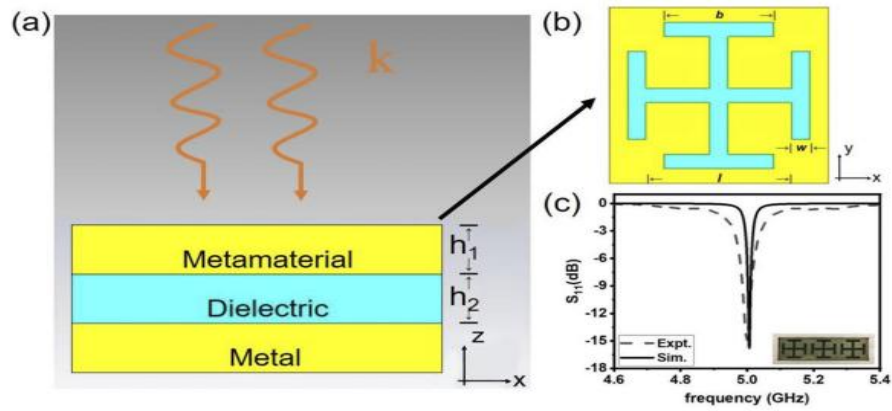 (a)
k
Metamaterial
h1
Dielectric
h2
Metal
z
x
(b)
b
w
l
y
x
(c)
S11(dB)
0
-3
-6
-9
-12
-15
-18
Expt.
Sim.
4.6
4.8
5.0
5.2
5.4
frequency (GHz)